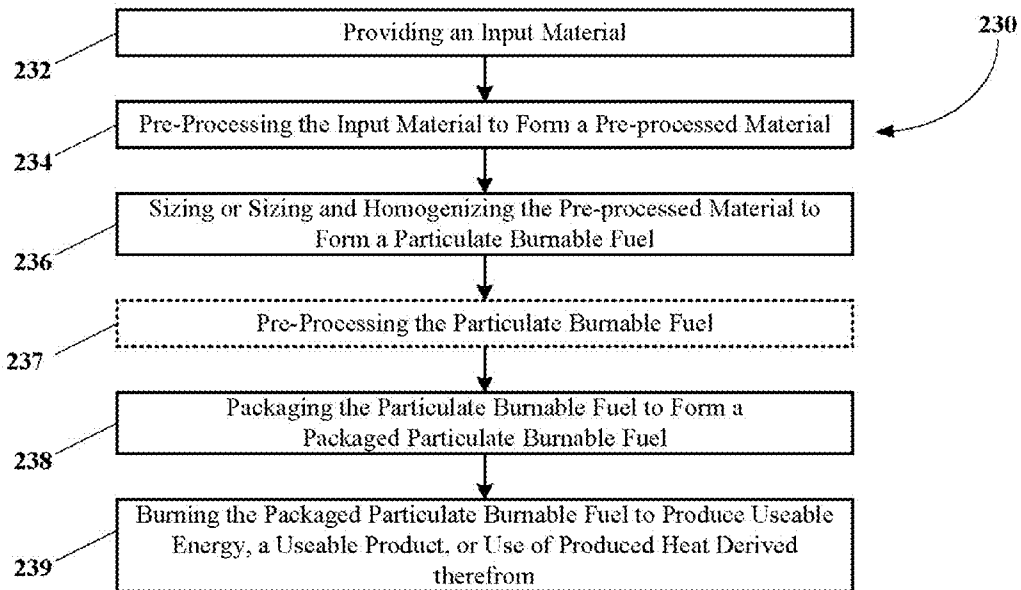 Providing an Input Material
230
232
Pre-Processing the Input Material to Form a Pre-processed Material
234
Sizing or Sizing and Homogenizing the Pre-processed Material to
Form a Particulate Burnable Fuel
236
Pre-Processing the Particulate Burnable Fuel
237
Packaging the Particulate Burnable Fuel to Form a
Packaged Particulate Burnable Fuel
238
Burning the Packaged Particulate Burnable Fuel to Produce Useable
Energy, a Useable Product, or Use of Produced Heat Derived
therefrom
239